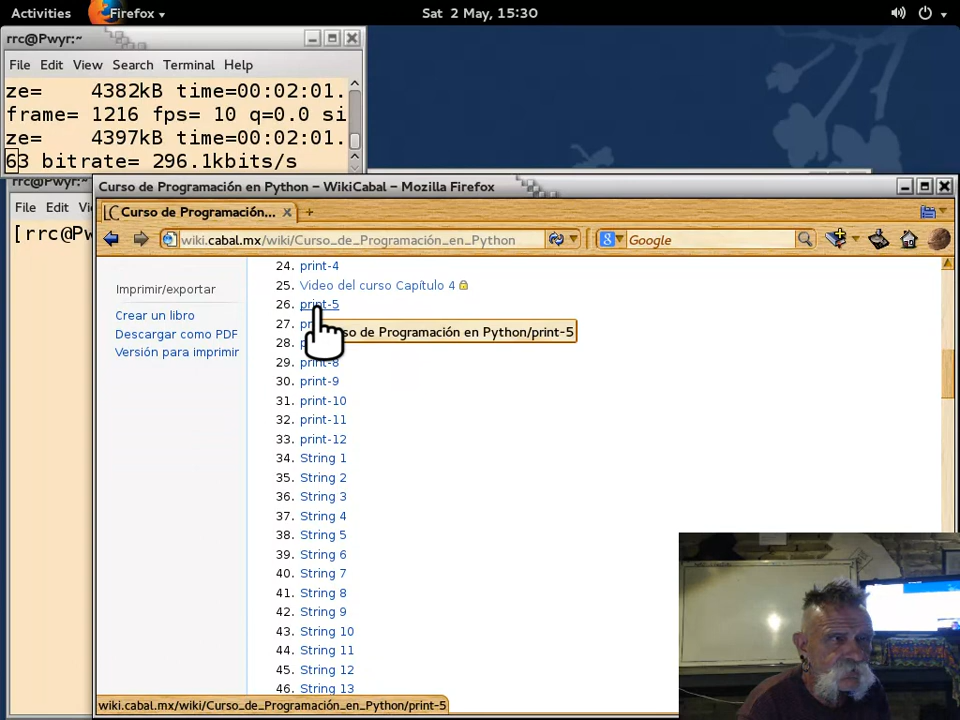 Activities
Firefox
Sat 2 May, 15:30
rrc@Pwyr:~
File Edit View Search Terminal Help
ze= 4382kB time=00:02:01.
frame= 1216 fps= 10 q=0.0 si
ze= 4397kB time=00:02:01.
63 bitrate= 296.1kbits/s
rrc@Pwyr:~
File Edit
[rrc@Pw
Curso de Programación en Python – WikiCabal – Mozilla Firefox
Curso de Programación...
wiki.cabal.mx/wiki/Curso_de_Programación_en_Python
Google
Imprimir/exportar
Crear un libro
Descargar como PDF
Versión para imprimir
24. print-4
25. Video del curso Capítulo 4
26. print-5
so de Programación en Python/print-5
27. pr
28.
29. print-8
30. print-9
31. print-10
32. print-11
33. print-12
34. String 1
35. String 2
36. String 3
37. String 4
38. String 5
39. String 6
40. String 7
41. String 8
42. String 9
43. String 10
44. String 11
45. String 12
46. String 13
wiki.cabal.mx/wiki/Curso_de_Programación_en_Python/print-5